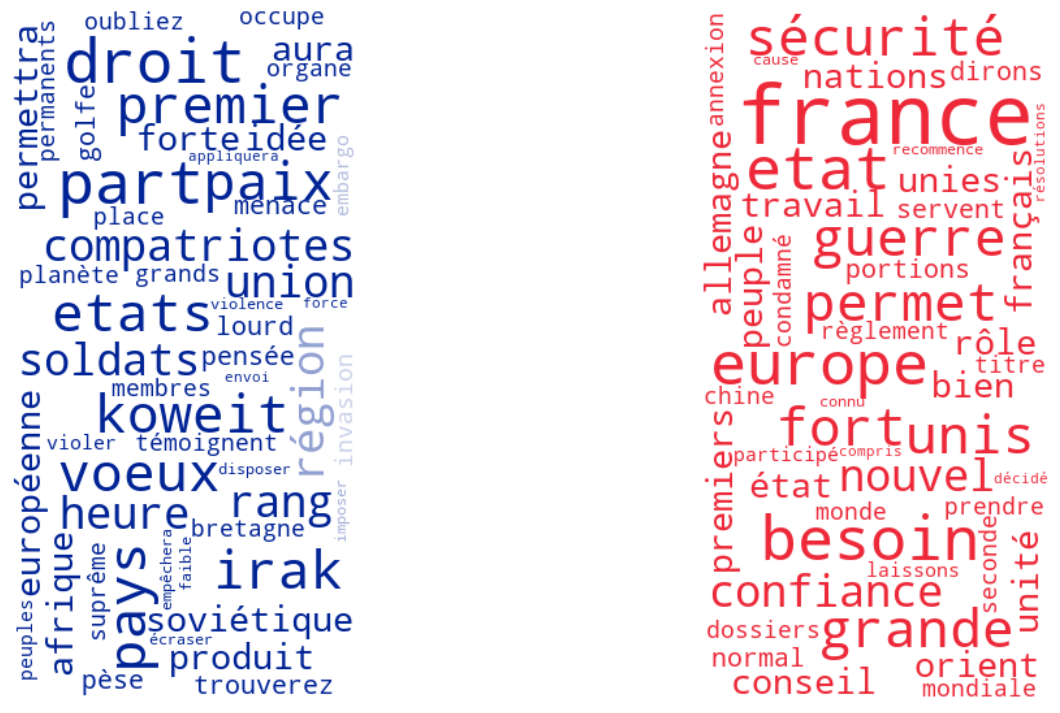 oubliez
occupe
permettra
permanents
droit
aura
organe
golfe
premier
forte
idée
appliquera
embargo
part
paix
menace
place
compatriotes
planète
grands
union
etats
violence
force
lourd
région
soldats
pensée
invasion
membres
envoi
européenne
koweit
violer
témoignent
voeux
disposer
imposer
rang
heure
bretagne
afrique
suprême
pays
empêchera
faible
irak
peuples
soviétique
écraser
produit
pèse
trouverez
annexion
sécurité
cause
nations
dirons
france
résolutions
allemagne
etat
recommence
français
unies
travail
servent
peuple
condamné
guerre
portions
permet
règlement
rôle
europe
titre
bien
chine
connu
premiers
fort
unis
participé
compris
nouvel
décidé
état
prendre
monde
besoin
seconde
unité
laissons
confiance
dossiers
grande
normal
orient
conseil
mondiale